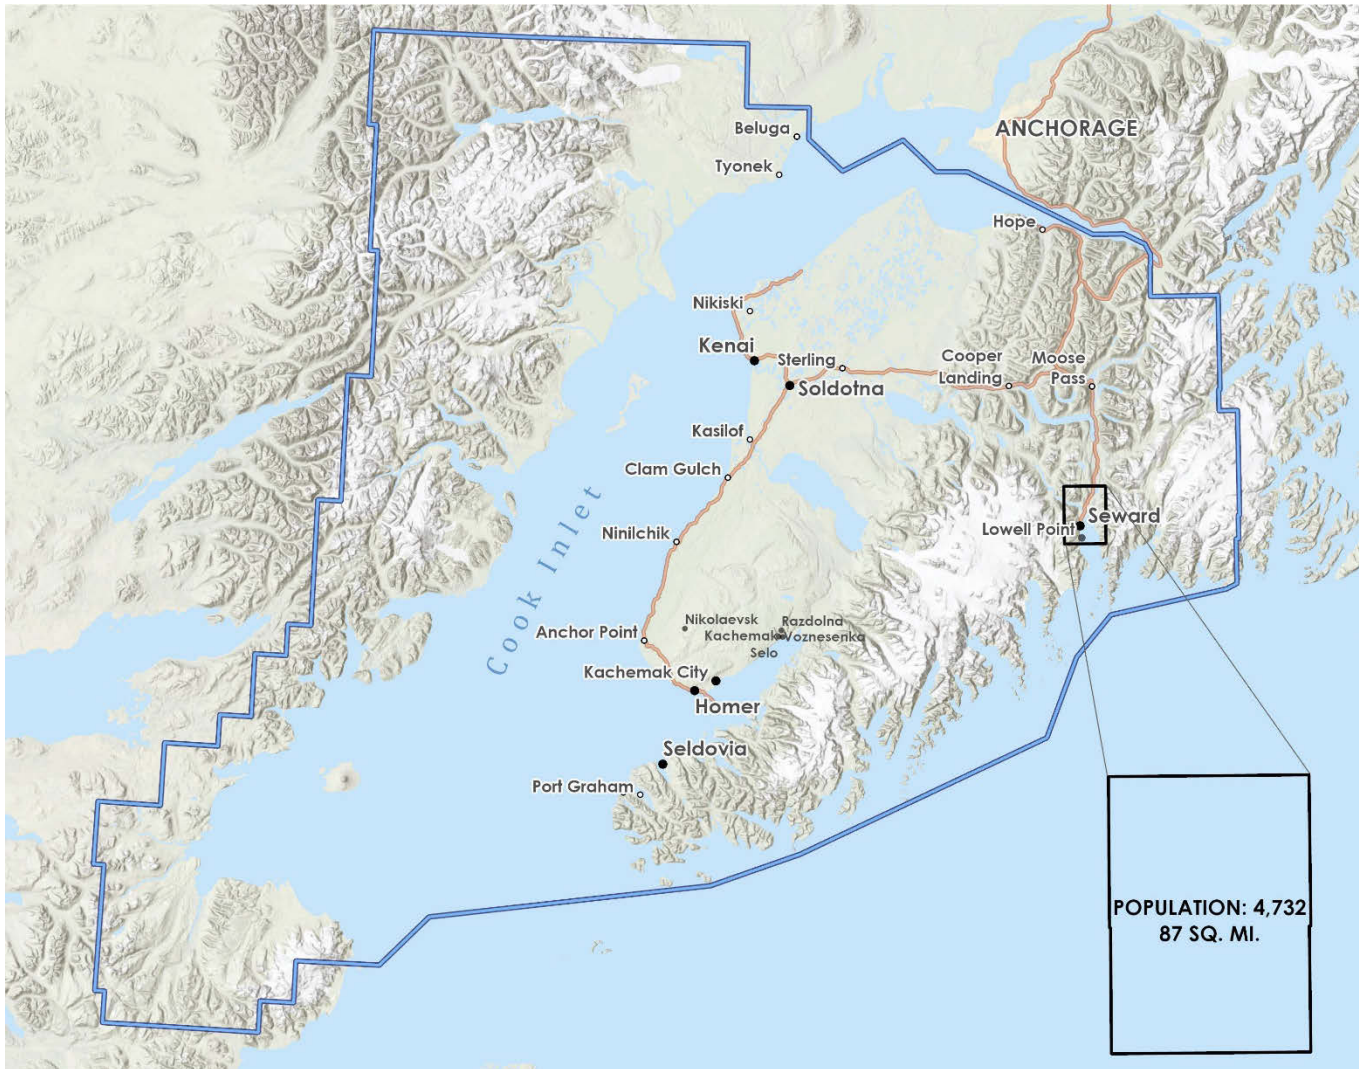 Beluga
ANCHORAGE
Tyonek
Hope
Nikiski
Kenai
Sterling
Cooper
Landing
Moose
Pass
Soldotna
Kasilof
Clam Gulch
Cook Inlet
Seward
Lowell Point
Ninilchik
Nikolaevsk
Razdolna
Anchor Point
Kachemak
Voznesenka
Selo
Kachemak City
Homer
Seldovia
Port Graham
POPULATION: 4,732
87 SQ. MI.